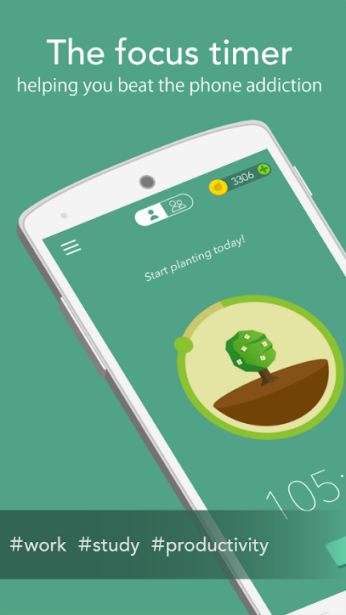 The focus timer
helping you beat the phone addiction
3306
Start planting today!
105:
#work #study #productivity